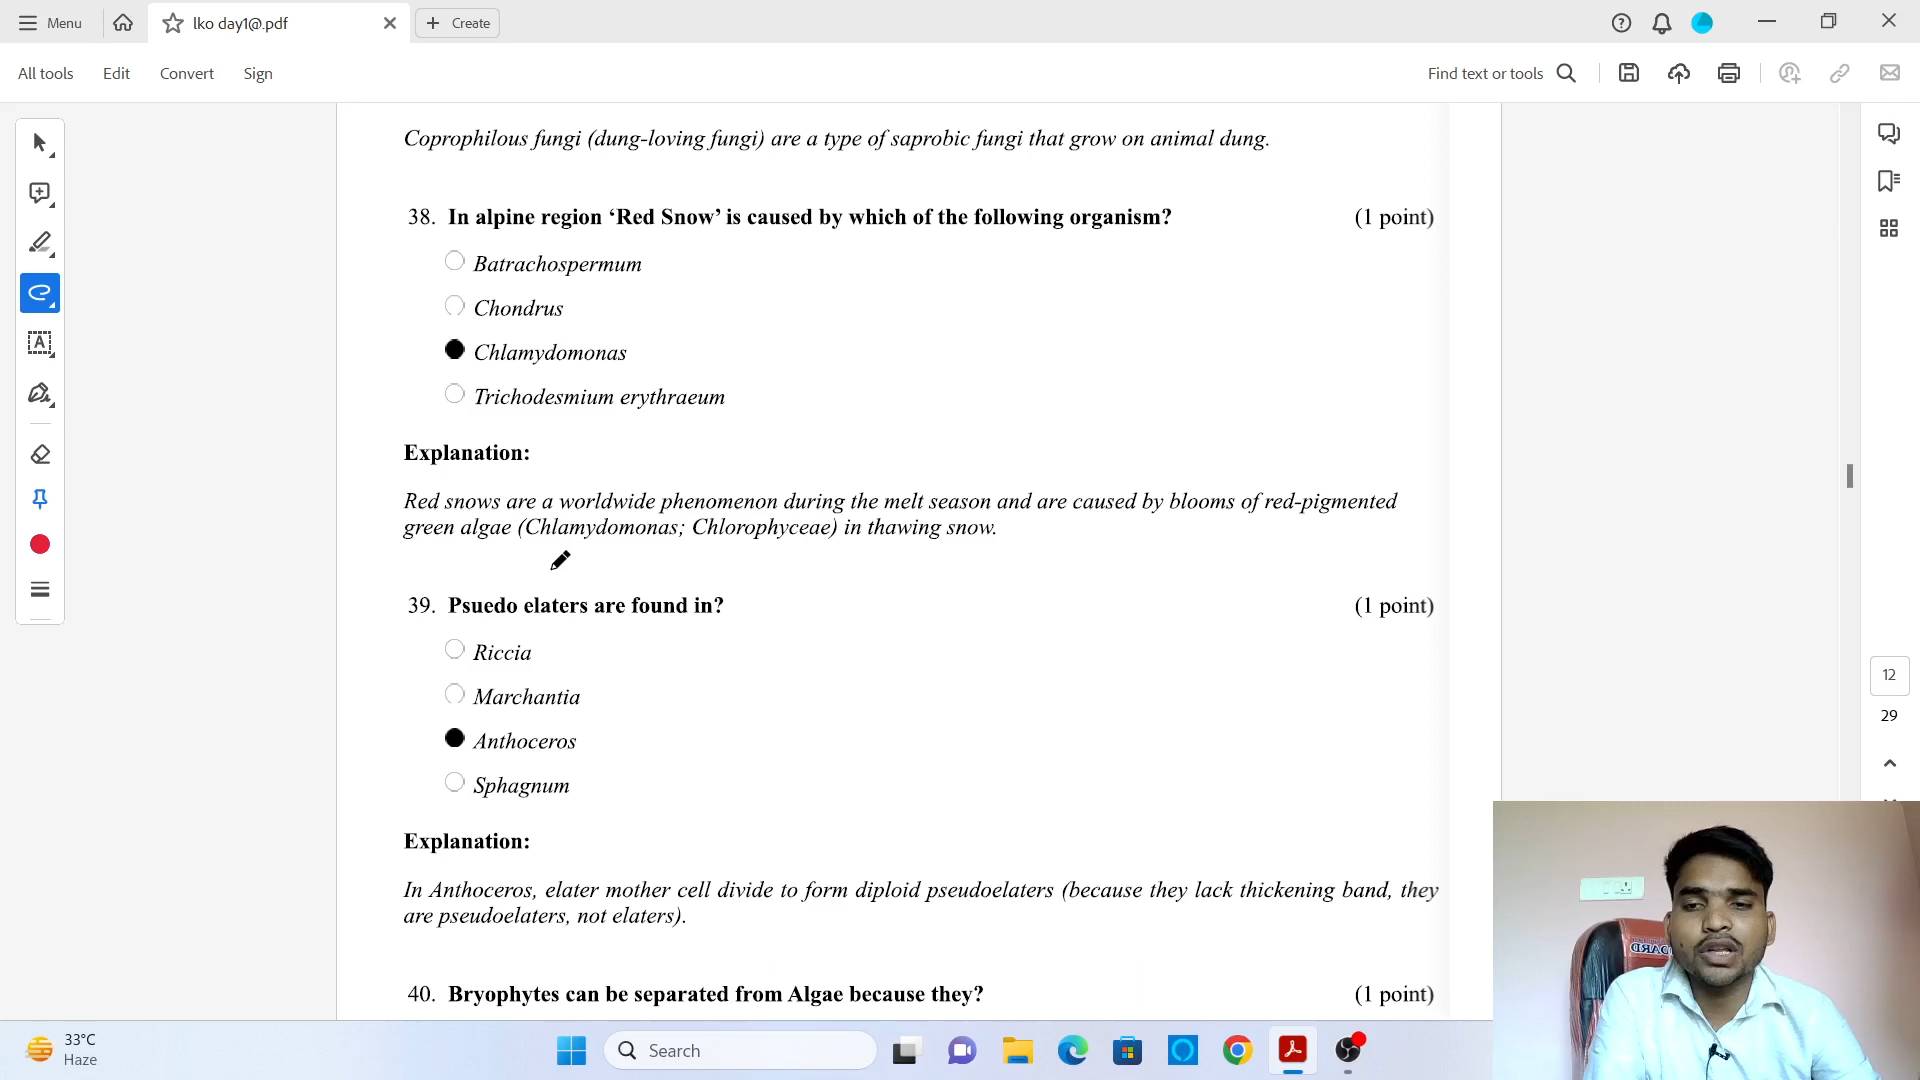 Menu
lko day1@.pdf
Create
All tools
Edit
Convert
Sign
Find text or tools
Coprophilous fungi (dung-loving fungi) are a type of saprobic fungi that grow on animal dung.
38. In alpine region ‘Red Snow’ is caused by which of the following organism? (1 point)
Batrachospermum
Chondrus
Chlamydomonas
Trichodesmium erythraeum
Explanation:
Red snows are a worldwide phenomenon during the melt season and are caused by blooms of red-pigmented
green algae (Chlamydomonas; Chlorophyceae) in thawing snow.
39. Psuedo elaters are found in? (1 point)
Riccia
Marchantia
Anthoceros
Sphagnum
Explanation:
In Anthoceros, elater mother cell divide to form diploid pseudoelaters (because they lack thickening band, they
are pseudoelaters, not elaters).
40. Bryophytes can be separated from Algae because they? (1 point)
12
29
33°C
Haze
Search